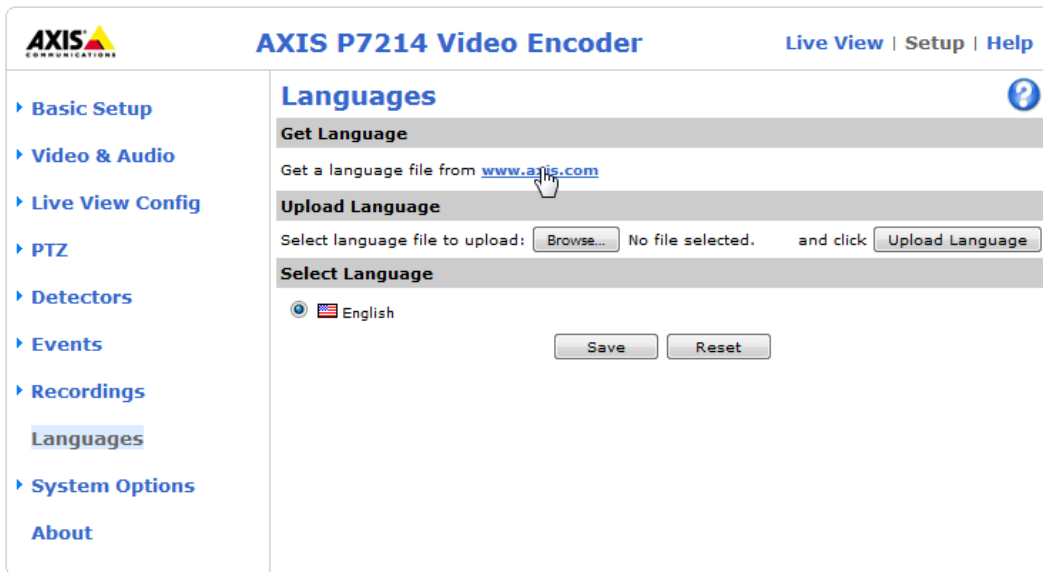 AXIS
COMMUNICATIONS
AXIS P7214 Video Encoder
Live View | Setup | Help
Basic Setup
Video & Audio
Live View Config
PTZ
Detectors
Events
Recordings
Languages
System Options
About
Languages
Get Language
Get a language file from www.axis.com
Upload Language
Select language file to upload: Browse... No file selected. and click Upload Language
Select Language
English
Save Reset